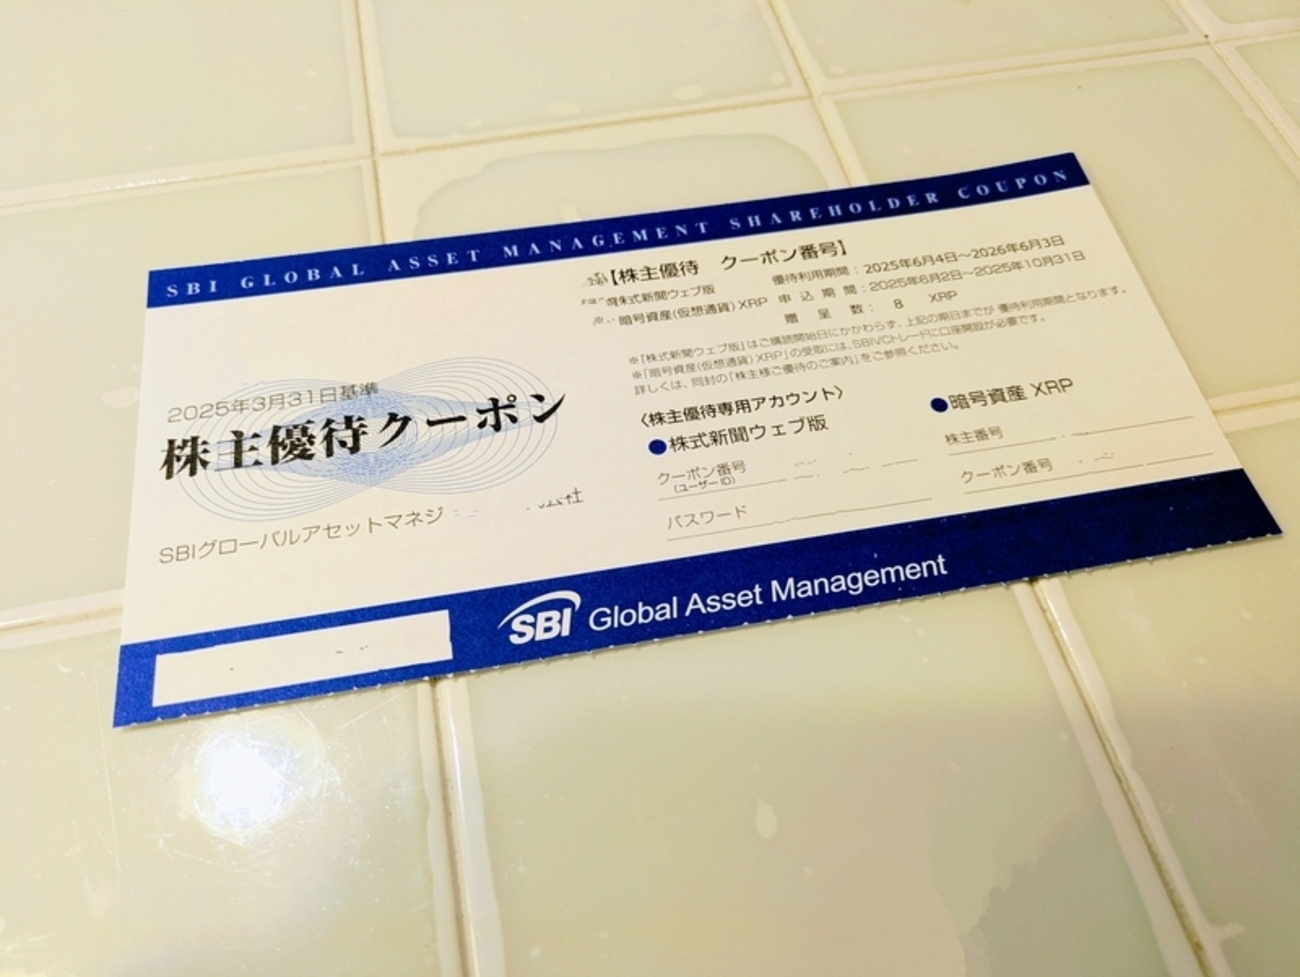 SBI GLOBAL ASSET MANAGEMENT SHAREHOLDER COUPON
2025年3月31日基準
株主優待クーポン
SBIグローバルアセットマネジ
【株主優待 クーポン番号】
株式新聞ウェブ版 優待利用期間：2025年6月4日～2026年6月3日
暗号資産(仮想通貨)XRP 申込期間：2025年6月2日～2025年10月31日
贈呈数： 8 XRP
※「株式新聞ウェブ版」はご購読開始日にかかわらず、上記の期日までが優待利用期間となります。
※「暗号資産(仮想通貨)XRP」の受取には、SBIVCトレードに口座開設が必要です。
詳しくは、同封の「株主様ご優待のご案内」をご参照ください。
〈株主優待専用アカウント〉
●株式新聞ウェブ版
クーポン番号
(ユーザーID)
パスワード
●暗号資産 XRP
株主番号
クーポン番号
SBI Global Asset Management